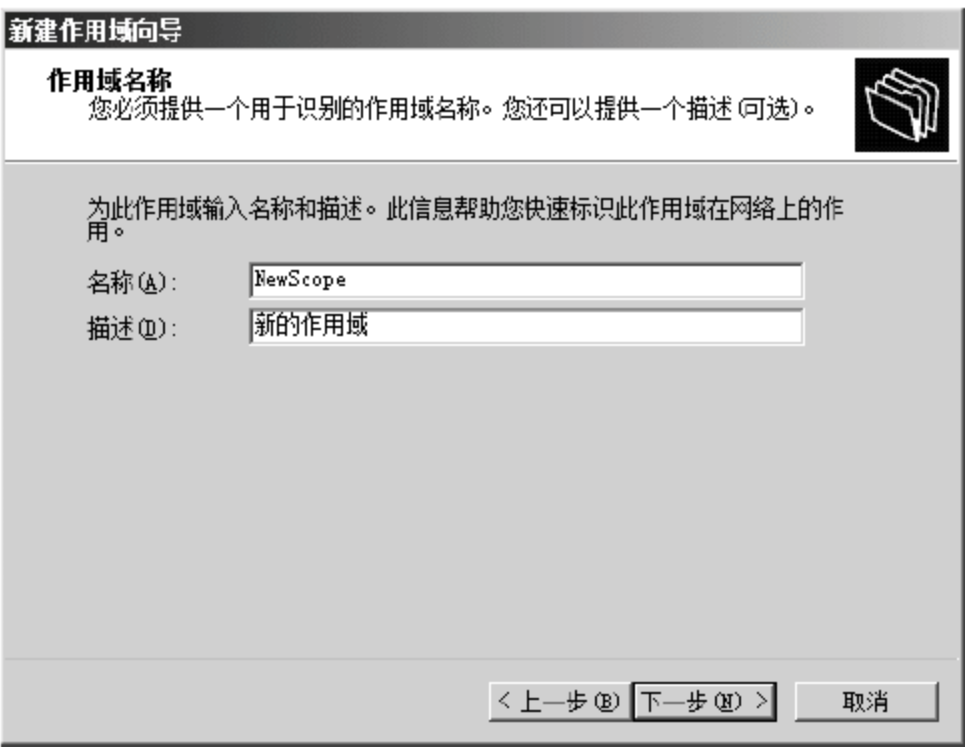 新建作用域向导
作用域名称
您必须提供一个用于识别的作用域名称。您还可以提供一个描述(可选)。
为此作用域输入名称和描述。此信息帮助您快速标识此作用域在网络上的作
用。
名称(A): NewScope
描述(D): 新的作用域
< 上一步(B) 下一步(N) > 取消